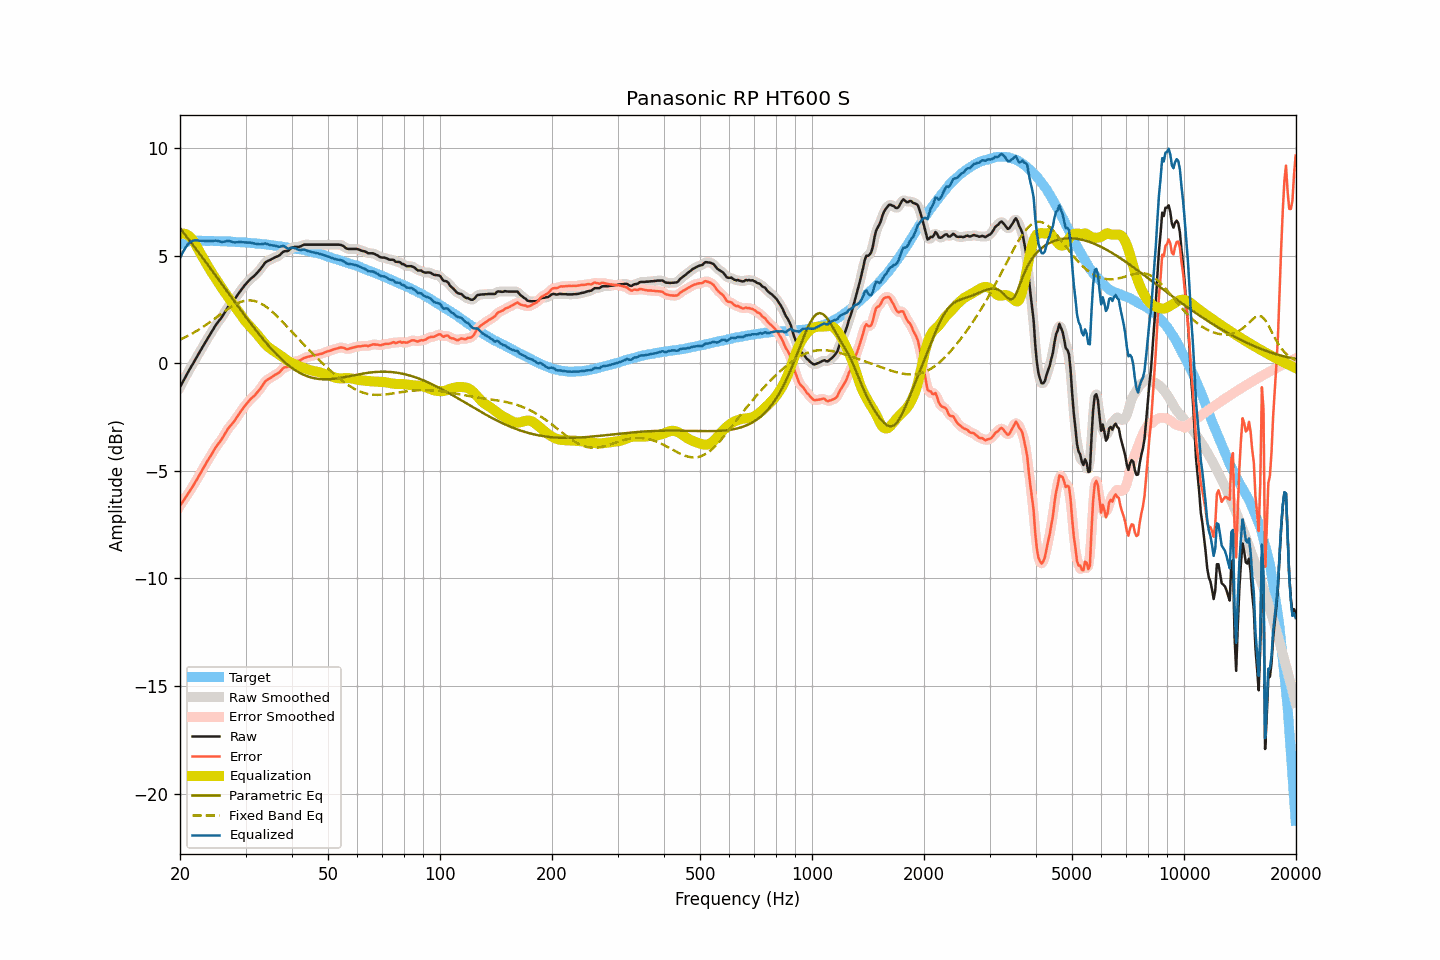 Panasonic RP HT600 S
Amplitude (dBr)
10
5
0
−5
−10
−15
−20
Target
Raw Smoothed
Error Smoothed
Raw
Error
Equalization
Parametric Eq
Fixed Band Eq
Equalized
20 50 100 200 500 1000 2000 5000 10000 20000
Frequency (Hz)